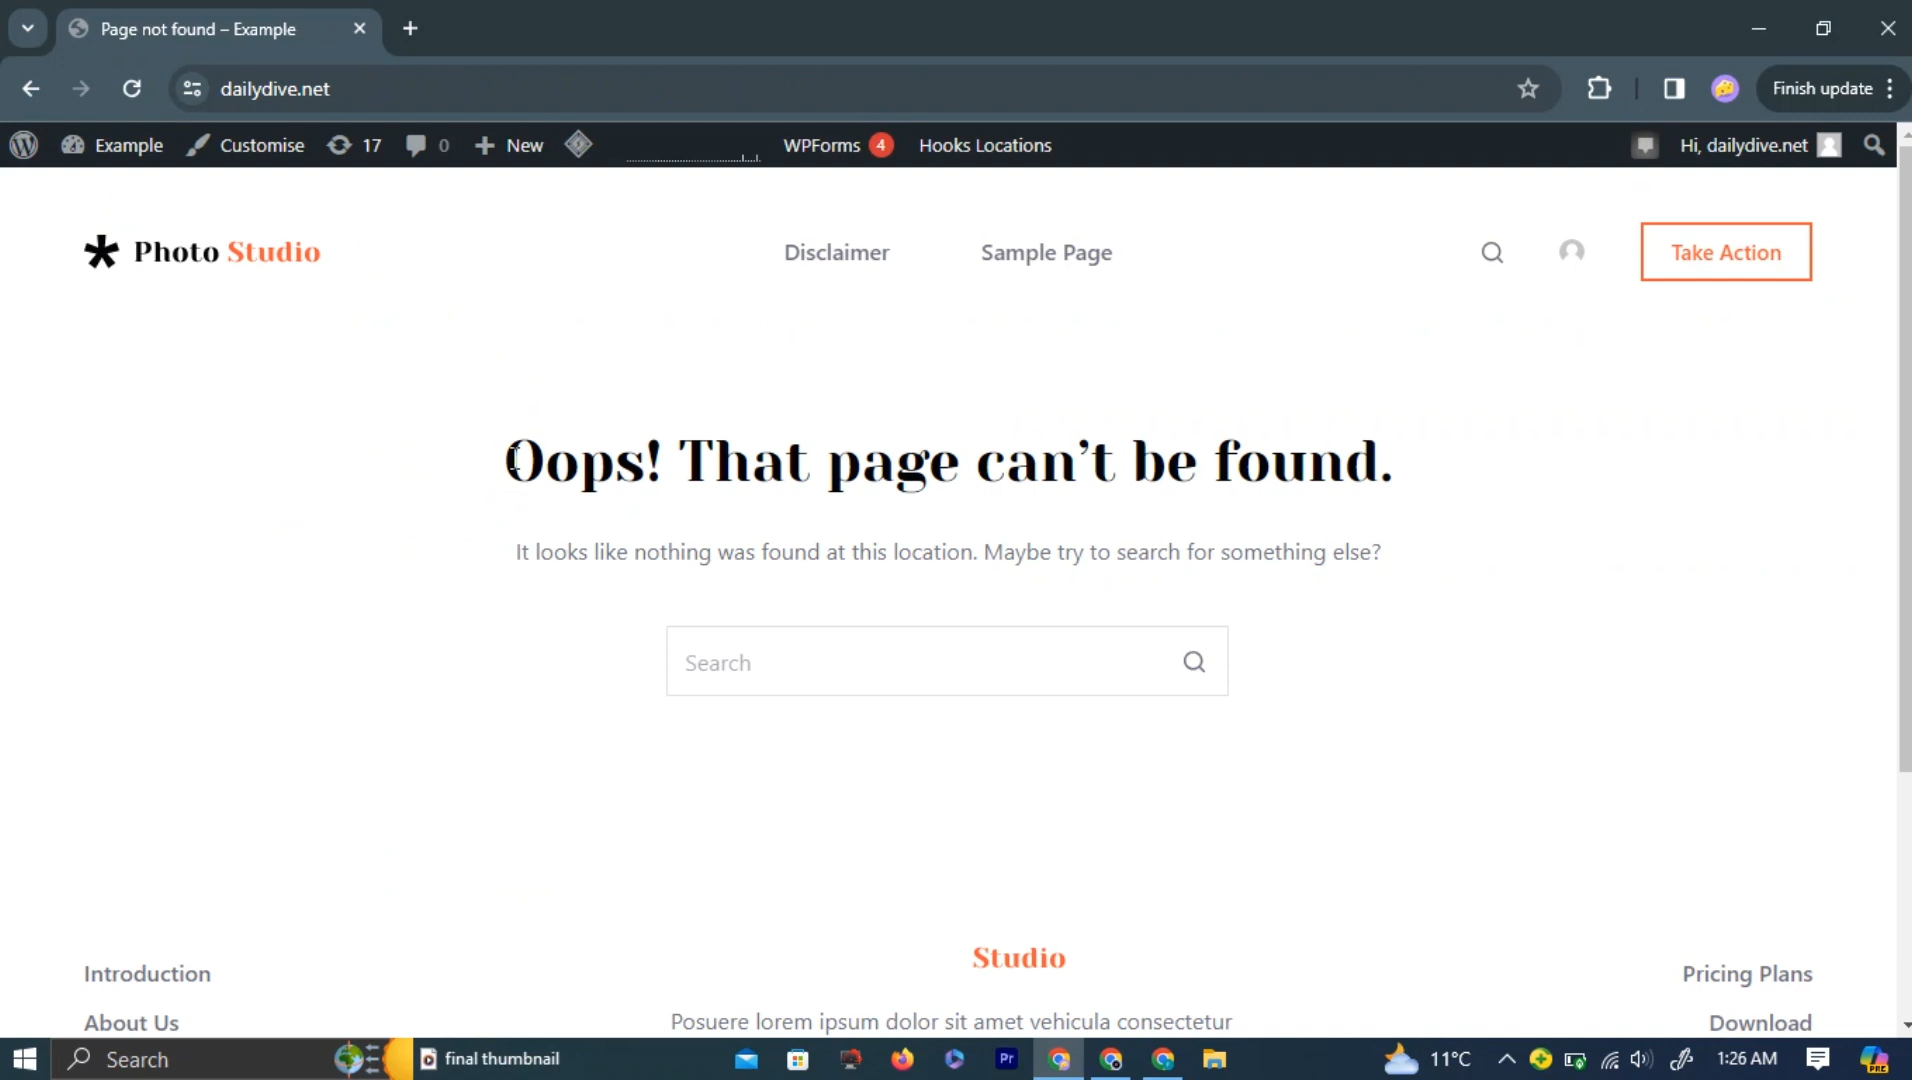 Page not found – Example
dailydive.net
Finish update
Example
Customise
17
0
New
WPForms 4
Hooks Locations
Hi, dailydive.net
Photo Studio
Disclaimer
Sample Page
Take Action
Oops! That page can’t be found.
It looks like nothing was found at this location. Maybe try to search for something else?
Search
Introduction
Studio
Pricing Plans
About Us
Posuere lorem ipsum dolor sit amet vehicula consectetur
Download
Search
final thumbnail
Pr
11°C
1:26 AM
PRE